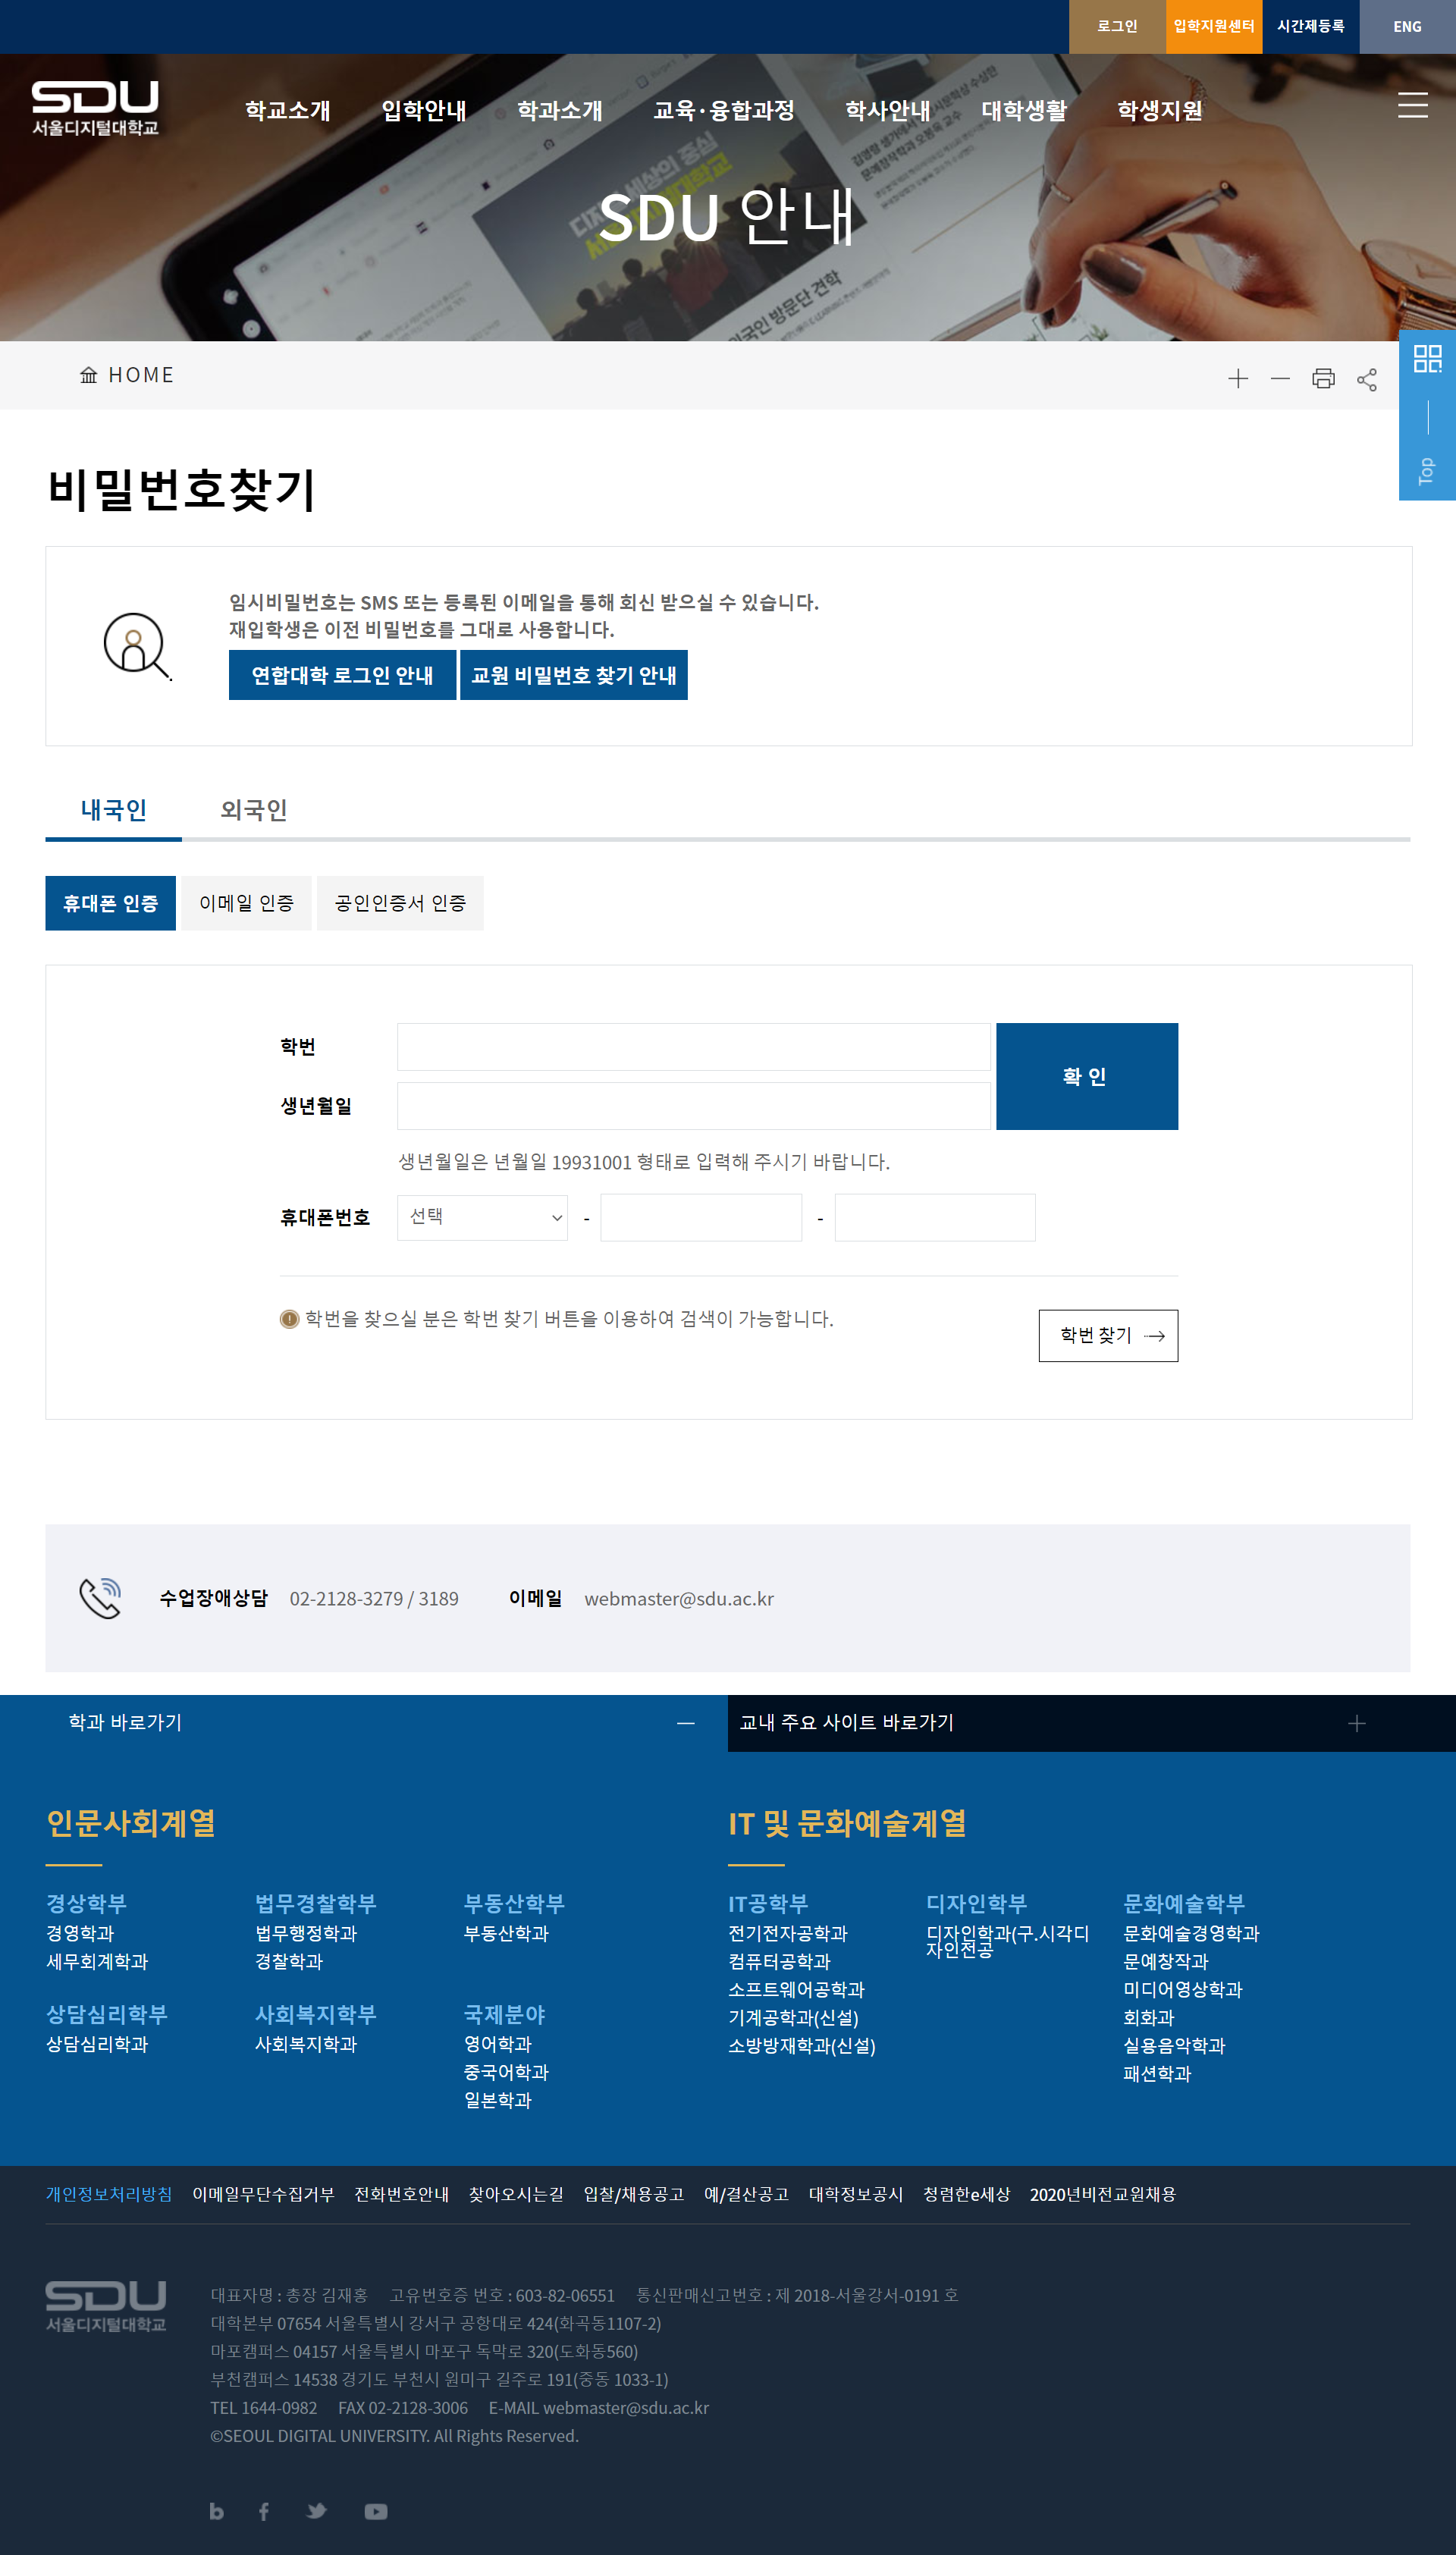 로그인
입학지원센터
시간제등록
ENG
SDU
서울디지털대학교
학교소개
입학안내
학과소개
교육·융합과정
학사안내
대학생활
학생지원
SDU 안내
HOME
Top
비밀번호찾기
임시비밀번호는 SMS 또는 등록된 이메일을 통해 회신 받으실 수 있습니다.
재입학생은 이전 비밀번호를 그대로 사용합니다.
연합대학 로그인 안내
교원 비밀번호 찾기 안내
내국인
외국인
휴대폰 인증
이메일 인증
공인인증서 인증
학번
확 인
생년월일
생년월일은 년월일 19931001 형태로 입력해 주시기 바랍니다.
휴대폰번호
선택
-
-
학번을 찾으실 분은 학번 찾기 버튼을 이용하여 검색이 가능합니다.
학번 찾기
수업장애상담 02-2128-3279 / 3189 이메일 webmaster@sdu.ac.kr
학과 바로가기
교내 주요 사이트 바로가기
인문사회계열
경상학부
경영학과
세무회계학과
법무경찰학부
법무행정학과
경찰학과
부동산학부
부동산학과
상담심리학부
상담심리학과
사회복지학부
사회복지학과
국제분야
영어학과
중국어학과
일본학과
IT 및 문화예술계열
IT공학부
전기전자공학과
컴퓨터공학과
소프트웨어공학과
기계공학과(신설)
소방방재학과(신설)
디자인학부
디자인학과(구.시각디
자인전공
문화예술학부
문화예술경영학과
문예창작과
미디어영상학과
회화과
실용음악학과
패션학과
개인정보처리방침 이메일무단수집거부 전화번호안내 찾아오시는길 입찰/채용공고 예/결산공고 대학정보공시 청렴한e세상 2020년비전교원채용
SDU
서울디지털대학교
대표자명 : 총장 김재홍 고유번호증 번호 : 603-82-06551 통신판매신고번호 : 제 2018-서울강서-0191 호
대학본부 07654 서울특별시 강서구 공항대로 424(화곡동1107-2)
마포캠퍼스 04157 서울특별시 마포구 독막로 320(도화동560)
부천캠퍼스 14538 경기도 부천시 원미구 길주로 191(중동 1033-1)
TEL 1644-0982 FAX 02-2128-3006 E-MAIL webmaster@sdu.ac.kr
©SEOUL DIGITAL UNIVERSITY. All Rights Reserved.